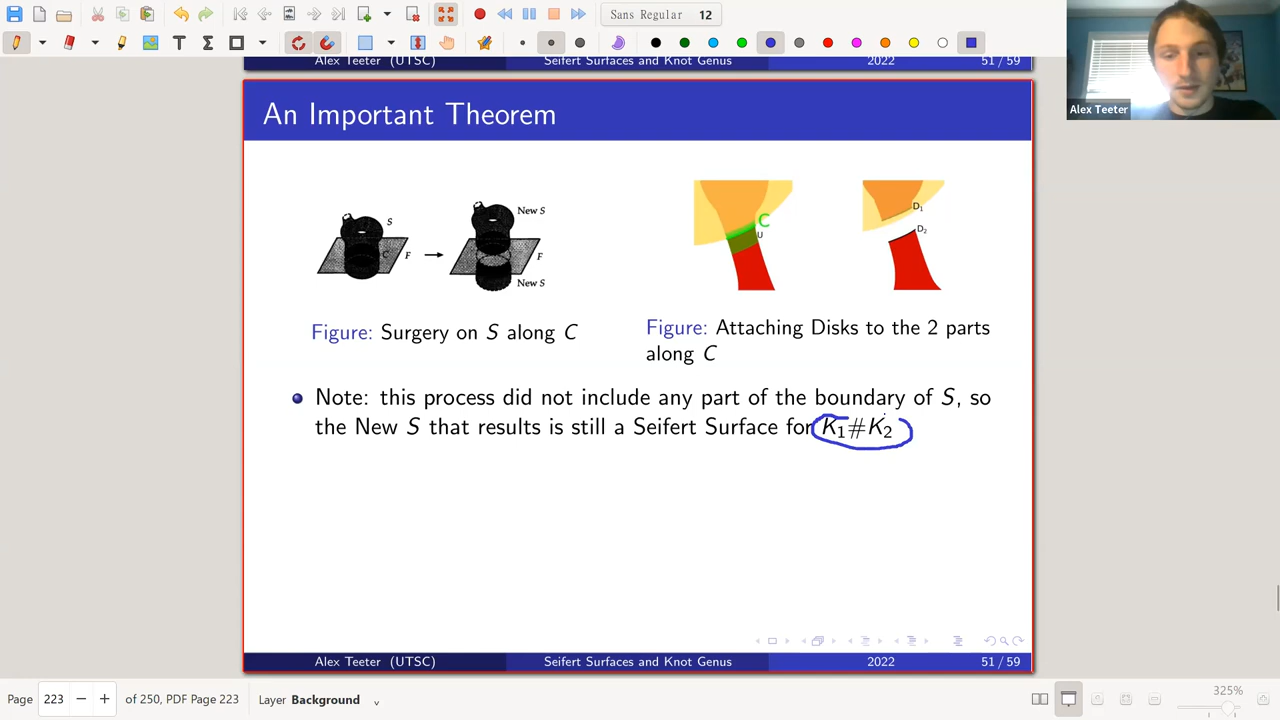 Sans Regular 12
Alex Teeter (UTSC) Seifert Surfaces and Knot Genus 2022 51 / 59
Alex Teeter
An Important Theorem
S
C
F
New S
F
New S
C
U
D1
D2
Figure: Surgery on S along C
Figure: Attaching Disks to the 2 parts
along C
Note: this process did not include any part of the boundary of S, so
the New S that results is still a Seifert Surface for K1#K2
Alex Teeter (UTSC) Seifert Surfaces and Knot Genus 2022 51 / 59
Page 223 of 250, PDF Page 223 Layer Background 325%